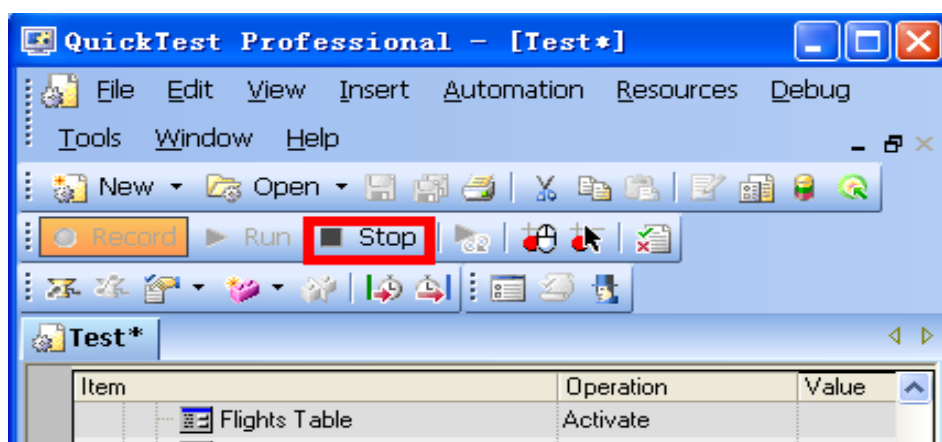 QuickTest Professional - [Test*]
File Edit View Insert Automation Resources Debug
Tools Window Help
New Open
Record Run Stop
Test*
Item Operation Value
Flights Table Activate